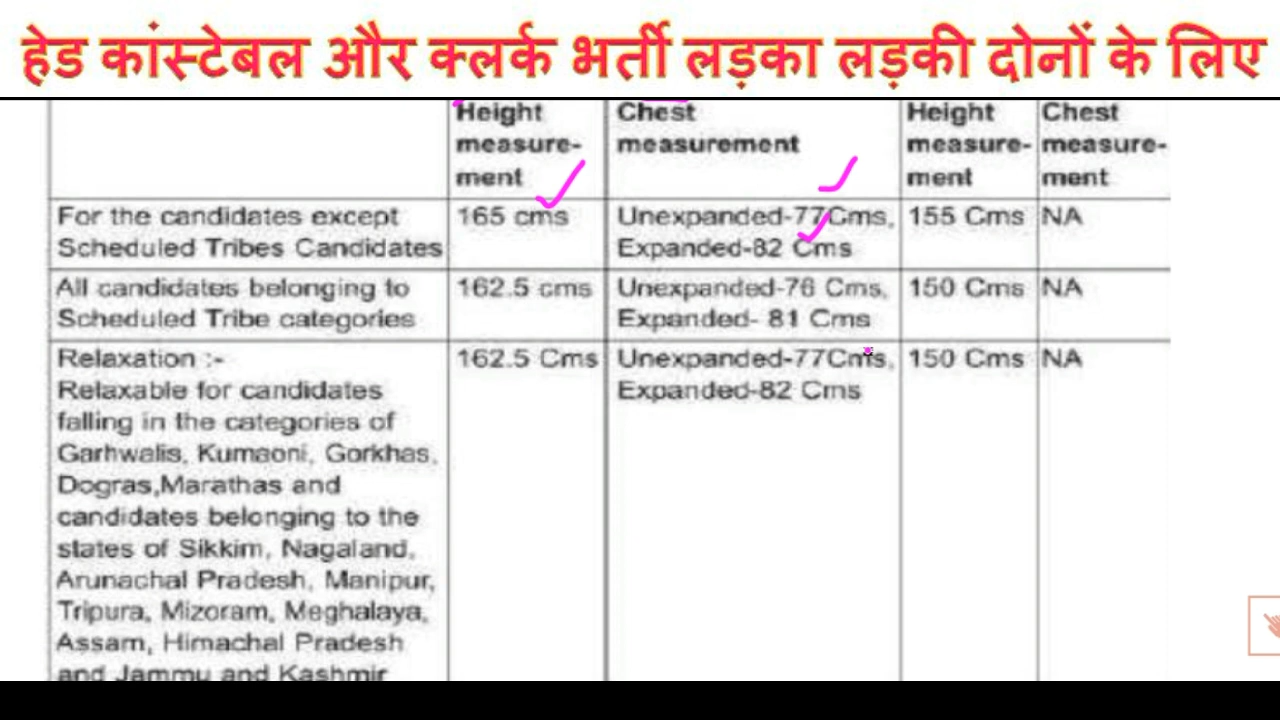 हेड कांस्टेबल और क्लर्क भर्ती लड़का लड़की दोनों के लिए
Height measure- ment
Chest measurement
Height measure- ment
Chest measure- ment
For the candidates except Scheduled Tribes Candidates
165 cms
Unexpanded-77Cms, Expanded-82 Cms
155 Cms
NA
All candidates belonging to Scheduled Tribe categories
162.5 cms
Unexpanded-76 Cms, Expanded- 81 Cms
150 Cms
NA
Relaxation :-
Relaxable for candidates
falling in the categories of
Garhwalis, Kumaoni, Gorkhas,
Dogras,Marathas and
candidates belonging to the
states of Sikkim, Nagaland,
Arunachal Pradesh, Manipur,
Tripura, Mizoram, Meghalaya,
Assam, Himachal Pradesh
and Jammu and Kashmir
162.5 Cms
Unexpanded-77Cms,
Expanded-82 Cms
150 Cms
NA